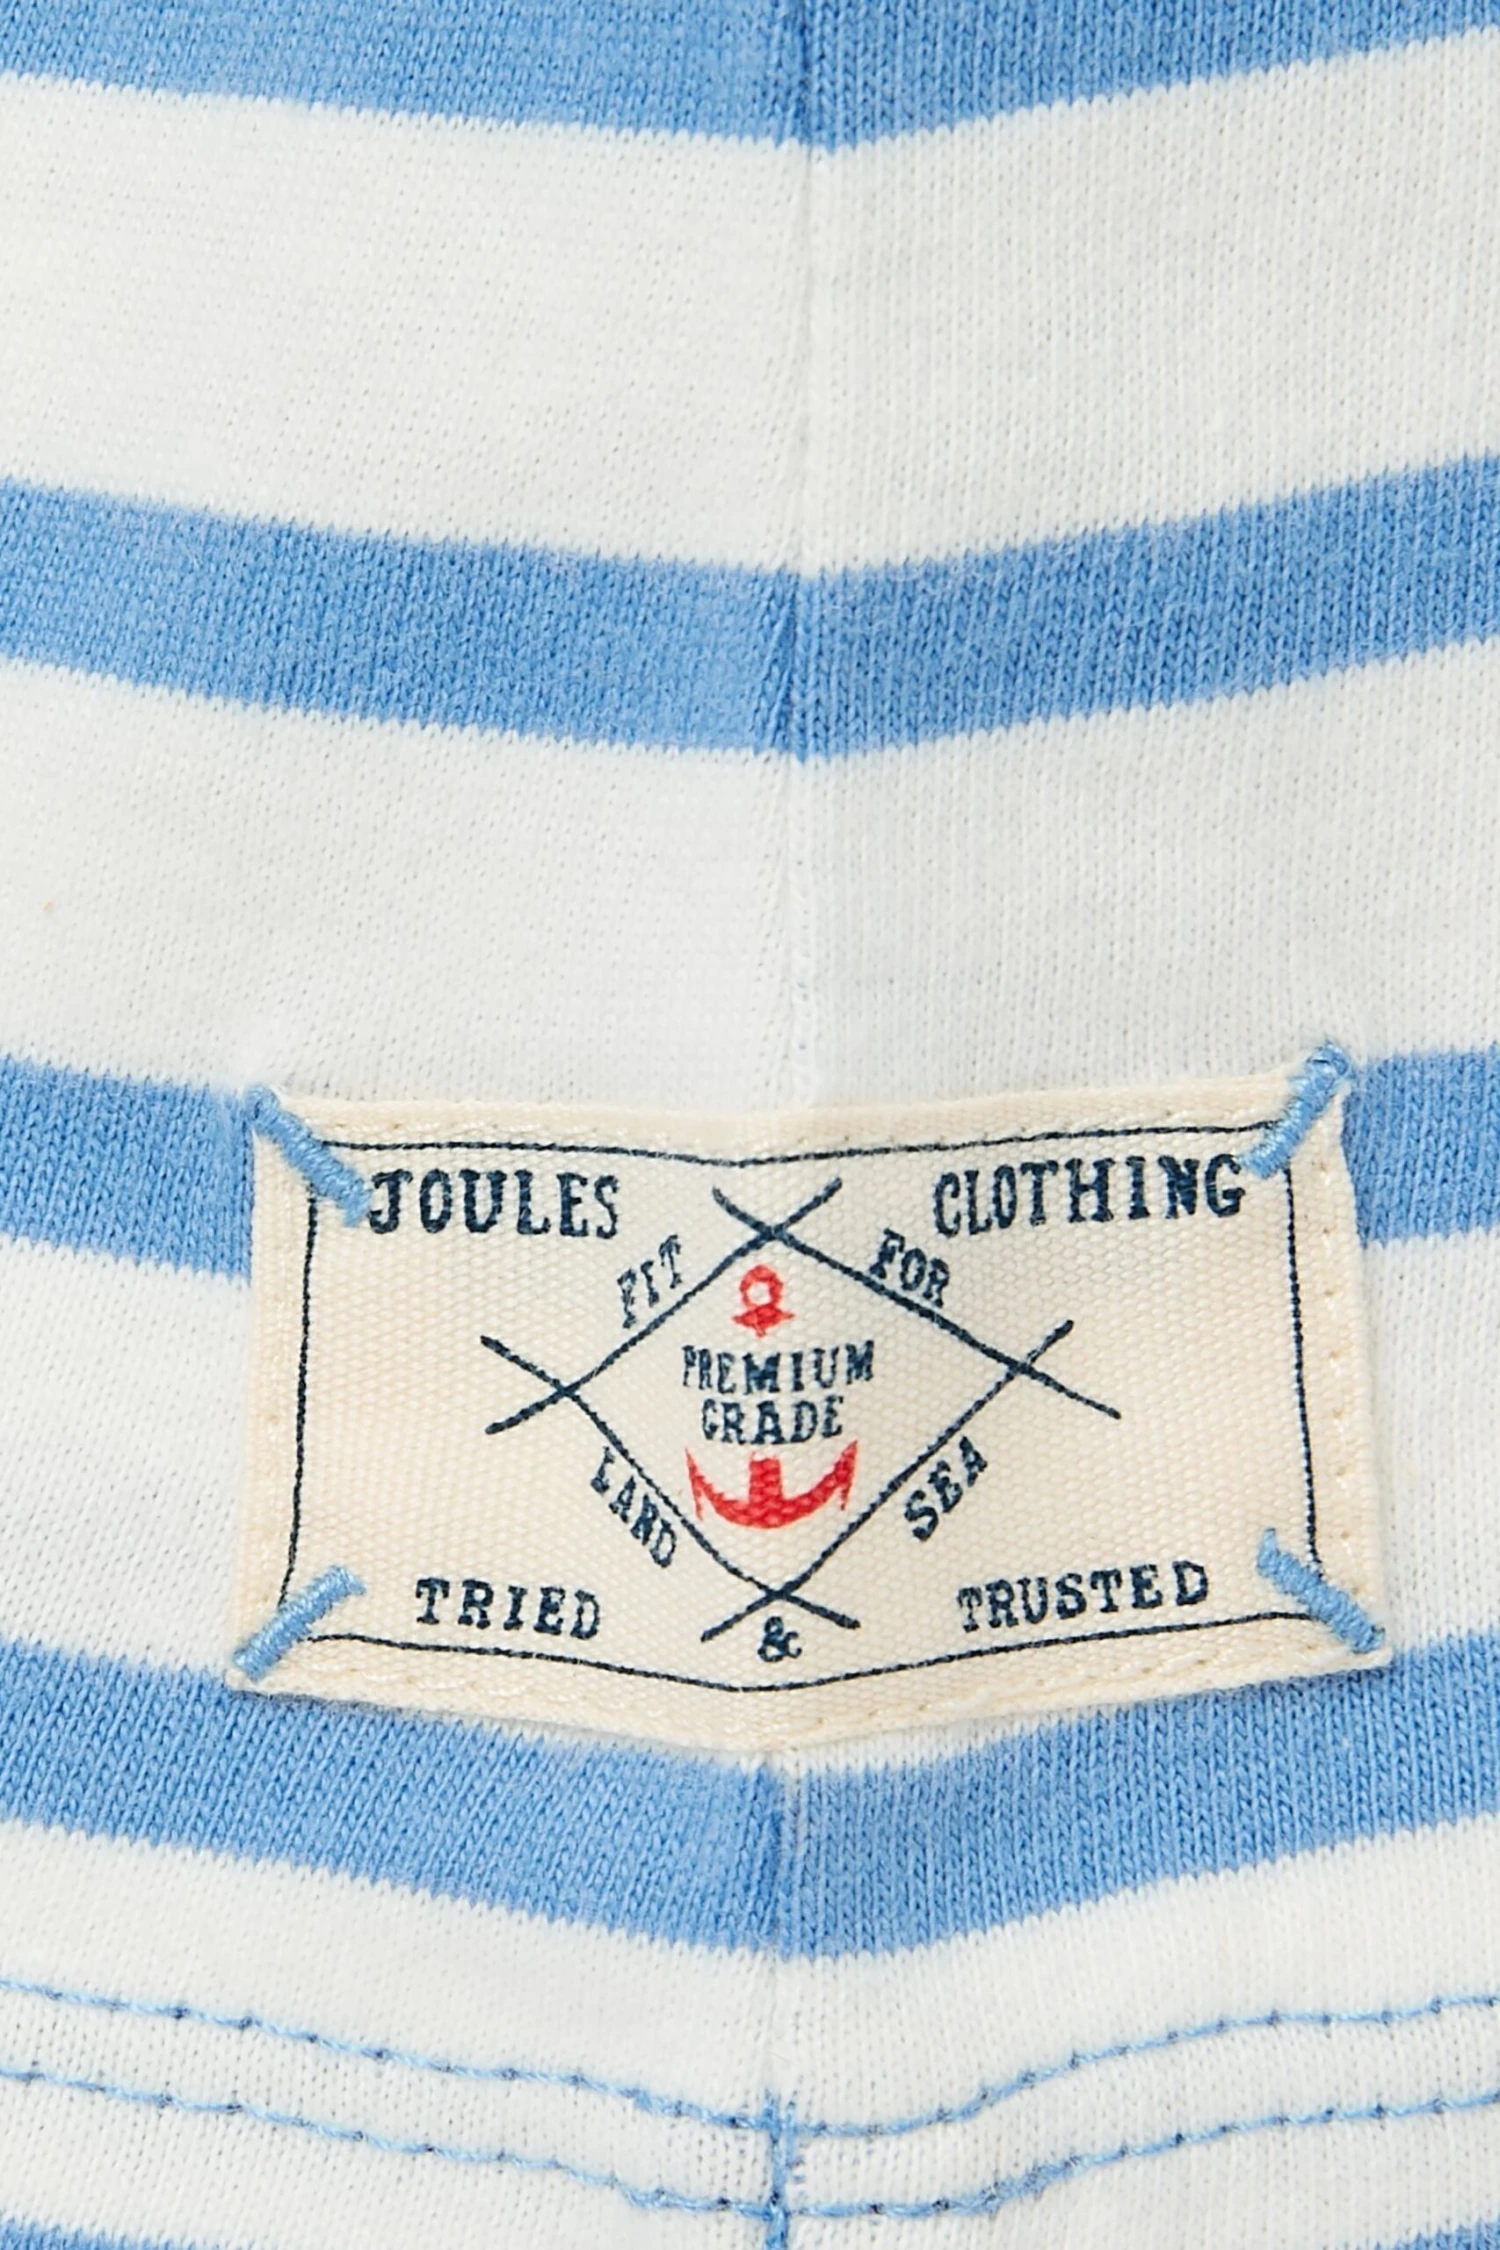 JOULES CLOTHING
FIT FOR
PREMIUM
GRADE
LAND & SEA
TRIED & TRUSTED